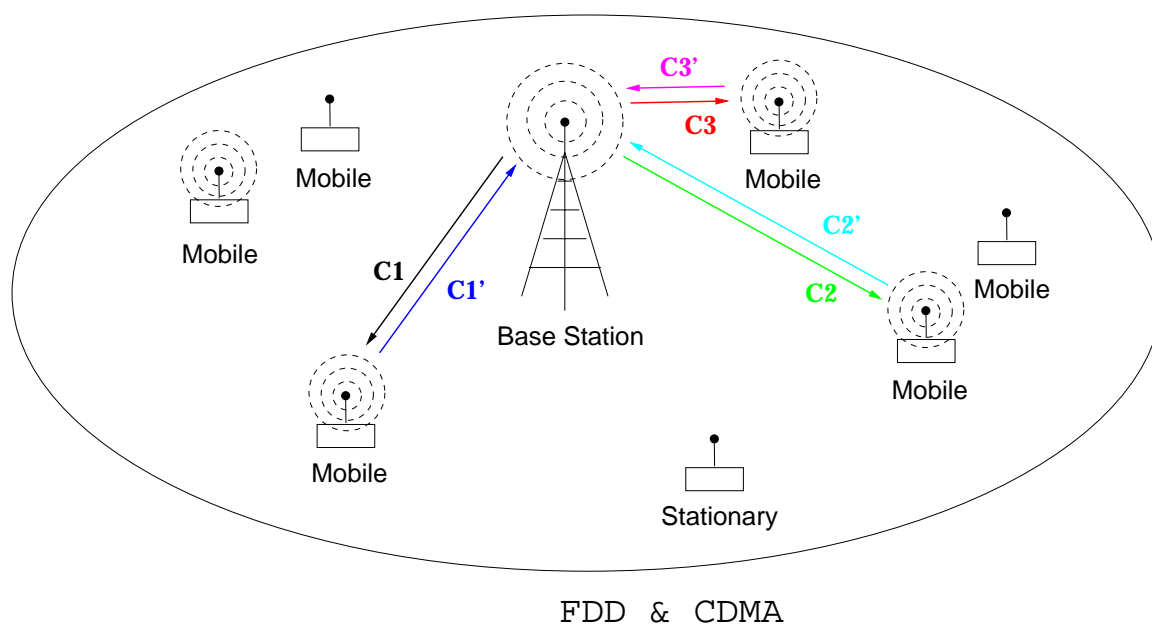 C3’
C3
Mobile
Mobile
Mobile
C2’
C1
C2
C1’
Mobile
Base Station
Mobile
Mobile
Stationary
FDD & CDMA